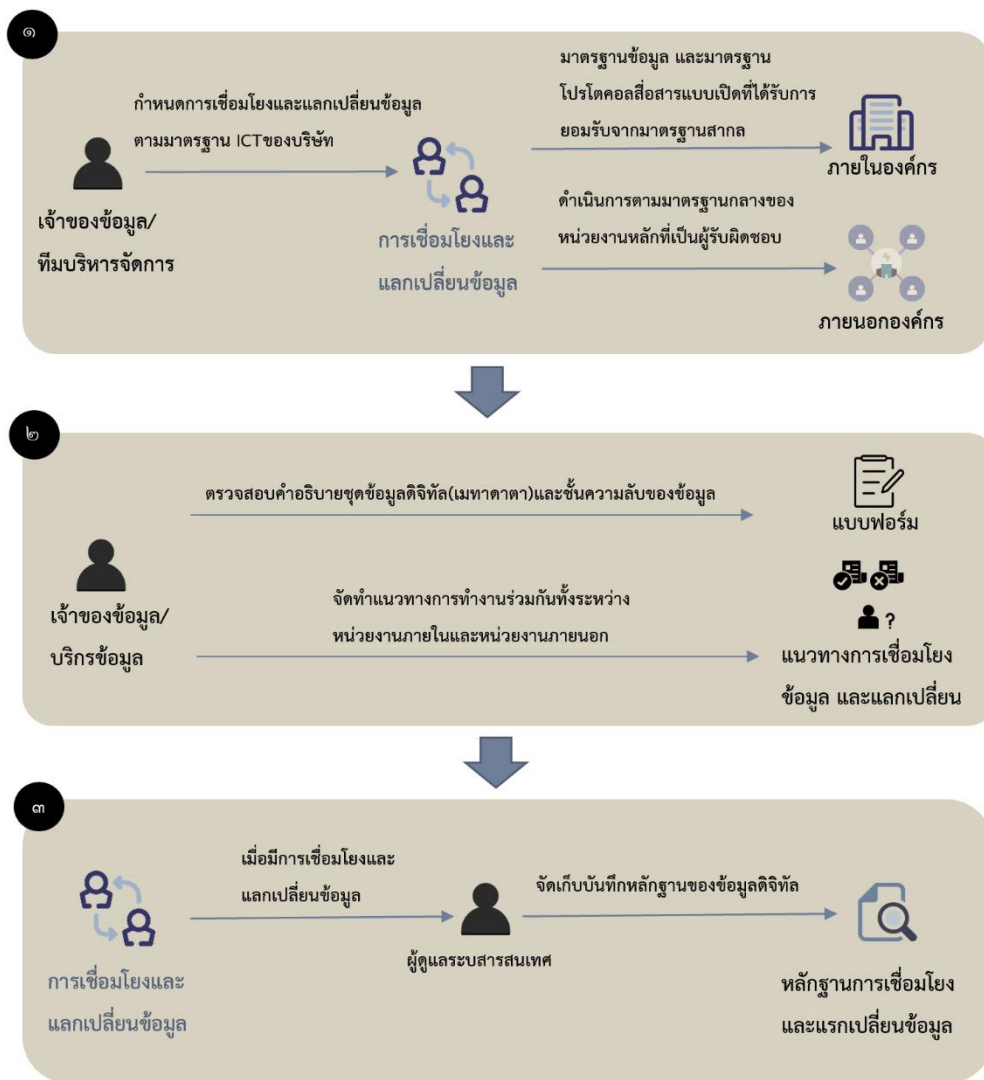 ๑
กำหนดการเชื่อมโยงและแลกเปลี่ยนข้อมูล
ตามมาตรฐาน ICTของบริษัท
เจ้าของข้อมูล/
ทีมบริหารจัดการ
การเชื่อมโยงและ
แลกเปลี่ยนข้อมูล
มาตรฐานข้อมูล และมาตรฐาน
โปรโตคอลสื่อสารแบบเปิดที่ได้รับการ
ยอมรับจากมาตรฐานสากล
ภายในองค์กร
ดำเนินการตามมาตรฐานกลางของ
หน่วยงานหลักที่เป็นผู้รับผิดชอบ
ภายนอกองค์กร
๒
ตรวจสอบคำอธิบายชุดข้อมูลดิจิทัล(เมทาดาตา)และชั้นความลับของข้อมูล
แบบฟอร์ม
เจ้าของข้อมูล/
บริกรข้อมูล
จัดทำแนวทางการทำงานร่วมกันทั้งระหว่าง
หน่วยงานภายในและหน่วยงานภายนอก
?
แนวทางการเชื่อมโยง
ข้อมูล และแลกเปลี่ยน
๓
การเชื่อมโยงและ
แลกเปลี่ยนข้อมูล
เมื่อมีการเชื่อมโยงและ
แลกเปลี่ยนข้อมูล
ผู้ดูแลระบสารสนเทศ
จัดเก็บบันทึกหลักฐานของข้อมูลดิจิทัล
หลักฐานการเชื่อมโยง
และแรกเปลี่ยนข้อมูล